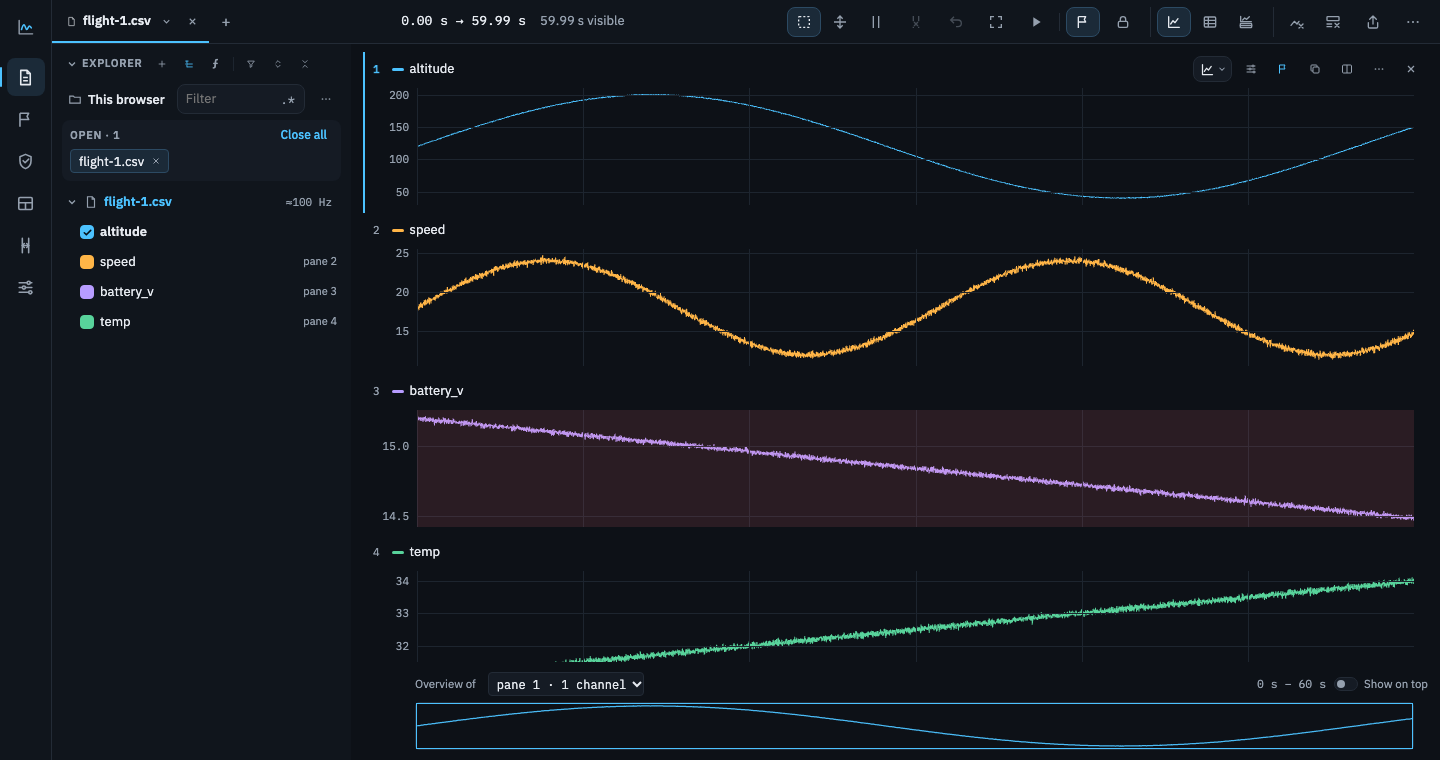 flight-1.csv
0.00 s → 59.99 s 59.99 s visible
EXPLORER
This browser
Filter
.*
OPEN · 1 Close all
flight-1.csv
flight-1.csv ≈100 Hz
altitude
speed pane 2
battery_v pane 3
temp pane 4
1 altitude
200
150
100
50
2 speed
25
20
15
3 battery_v
15.0
14.5
4 temp
34
33
32
Overview of pane 1 · 1 channel 0 s – 60 s Show on top